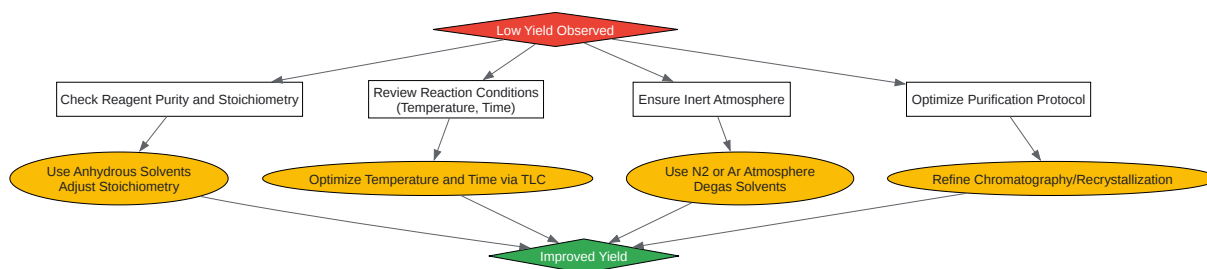 Low Yield Observed
Check Reagent Purity and Stoichiometry
Review Reaction Conditions
(Temperature, Time)
Ensure Inert Atmosphere
Optimize Purification Protocol
Use Anhydrous Solvents
Adjust Stoichiometry
Optimize Temperature and Time via TLC
Use N2 or Ar Atmosphere
Degas Solvents
Refine Chromatography/Recrystallization
Improved Yield